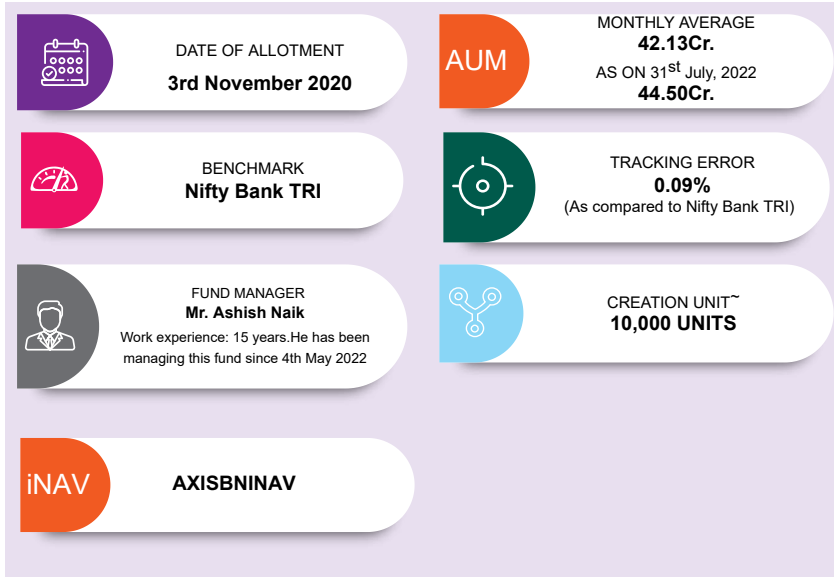 DATE OF ALLOTMENT
3rd November 2020
AUM
MONTHLY AVERAGE
42.13Cr.
AS ON 31st July, 2022
44.50Cr.
BENCHMARK
Nifty Bank TRI
TRACKING ERROR
0.09%
(As compared to Nifty Bank TRI)
FUND MANAGER
Mr. Ashish Naik
Work experience: 15 years.He has been
managing this fund since 4th May 2022
CREATION UNIT~
10,000 UNITS
iNAV
AXISBNINAV